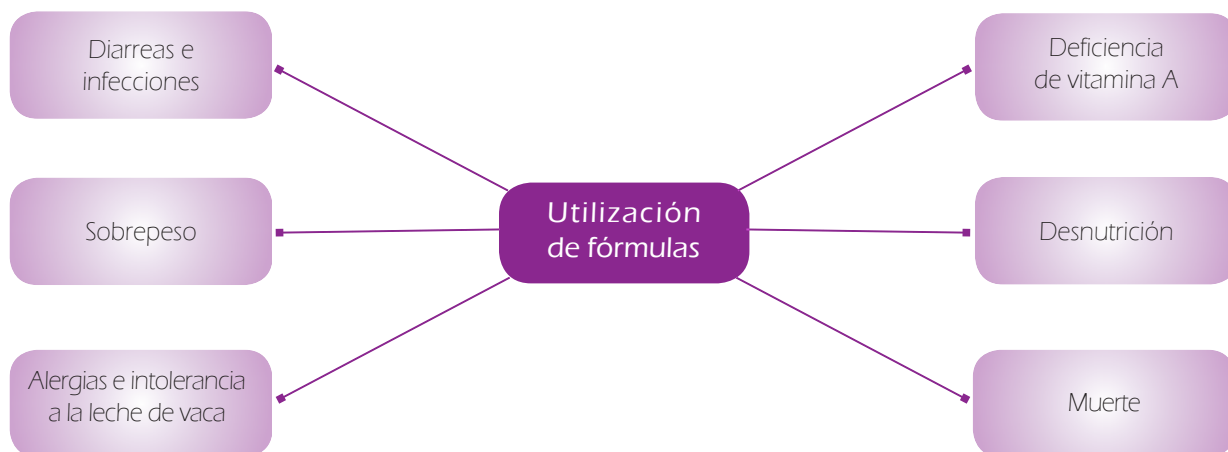 Diarreas e
infecciones
Deficiencia
de vitamina A
Sobrepeso
Utilización
de fórmulas
Desnutrición
Alergias e intolerancia
a la leche de vaca
Muerte